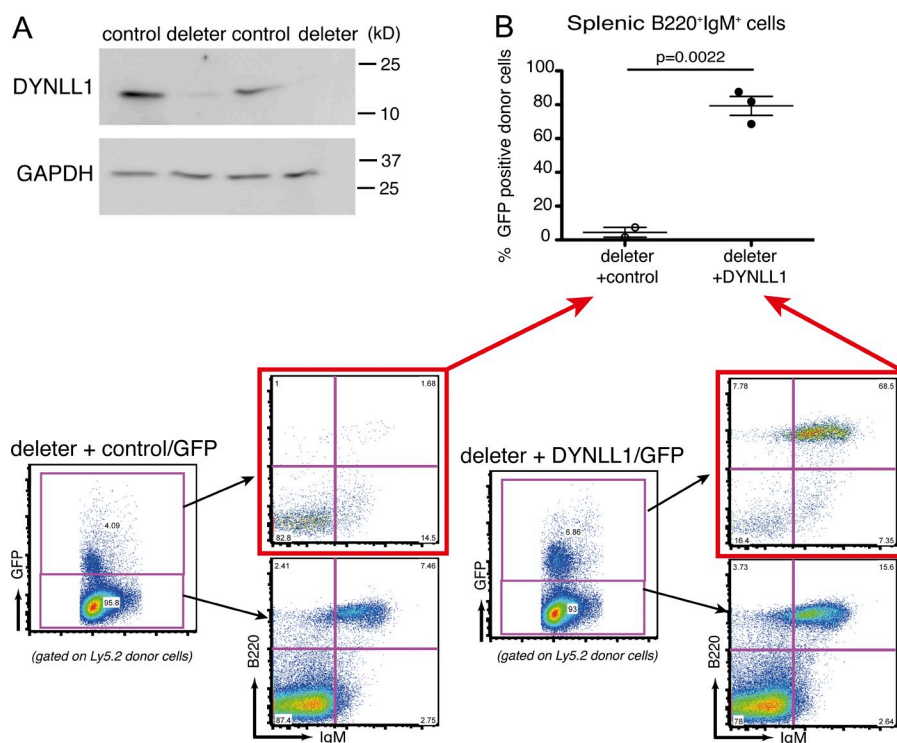 A
control deleter control deleter (kD)
DYNLL1
25
10
GAPDH
37
25
B
Splenic B220⁺IgM⁺ cells
p=0.0022
% GFP positive donor cells
100
80
60
40
20
0
deleter
+control
deleter
+DYNLL1
deleter + control/GFP
GFP
4.09
95.8
(gated on Ly5.2 donor cells)
1
1.68
82.8
14.5
2.41
7.46
87.4
2.75
B220
IgM
deleter + DYNLL1/GFP
GFP
6.86
93
(gated on Ly5.2 donor cells)
7.78
68.5
16.4
7.35
3.73
15.6
78
2.64
B220
IgM